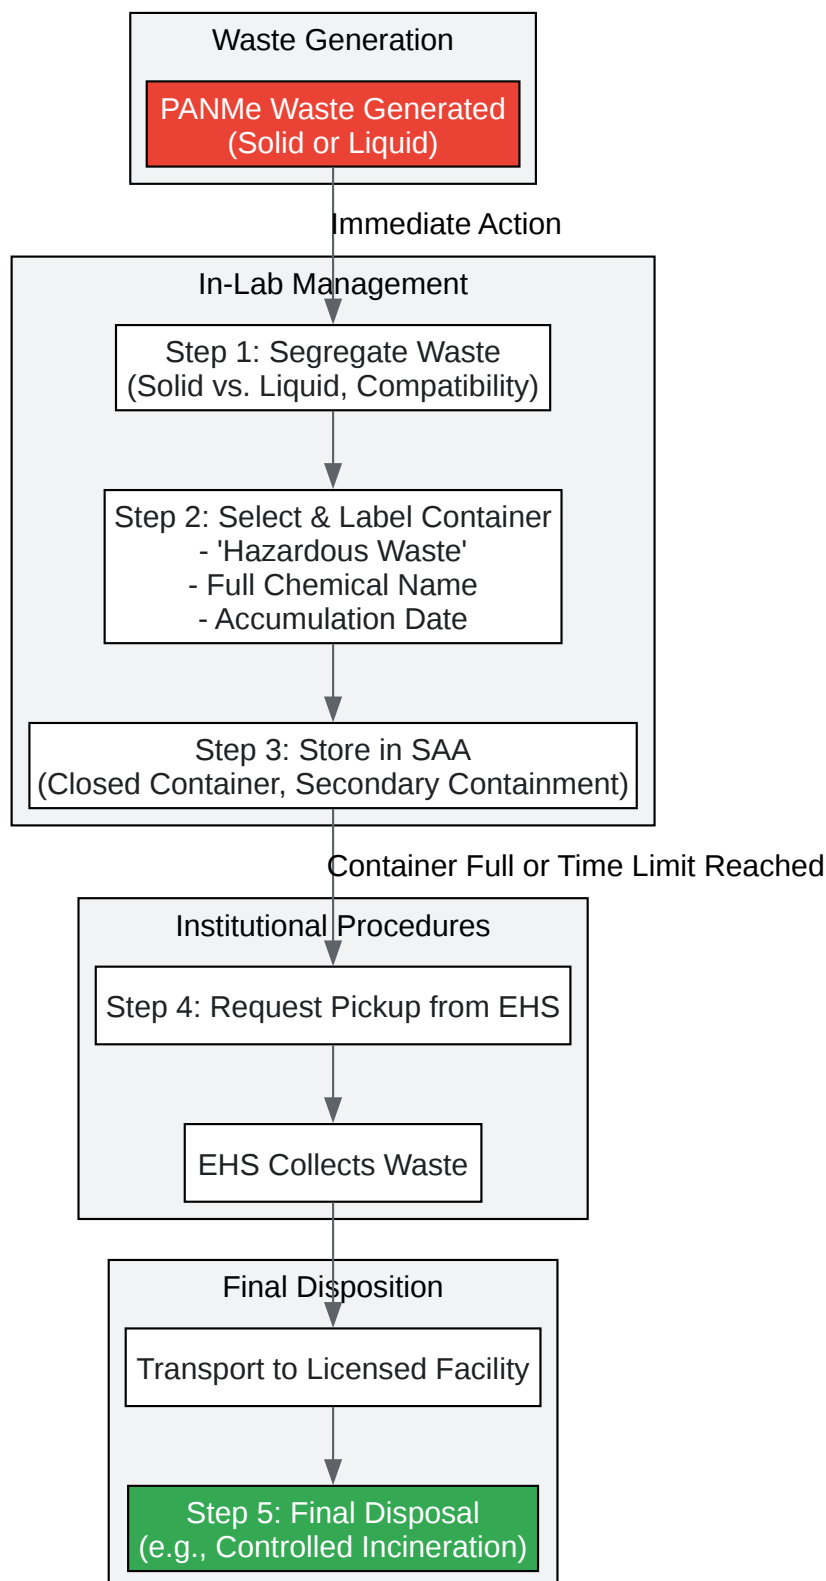 Waste Generation
PANMe Waste Generated
(Solid or Liquid)
Immediate Action
In-Lab Management
Step 1: Segregate Waste
(Solid vs. Liquid, Compatibility)
Step 2: Select & Label Container
- 'Hazardous Waste'
- Full Chemical Name
- Accumulation Date
Step 3: Store in SAA
(Closed Container, Secondary Containment)
Container Full or Time Limit Reached
Institutional Procedures
Step 4: Request Pickup from EHS
EHS Collects Waste
Final Disposition
Transport to Licensed Facility
Step 5: Final Disposal
(e.g., Controlled Incineration)